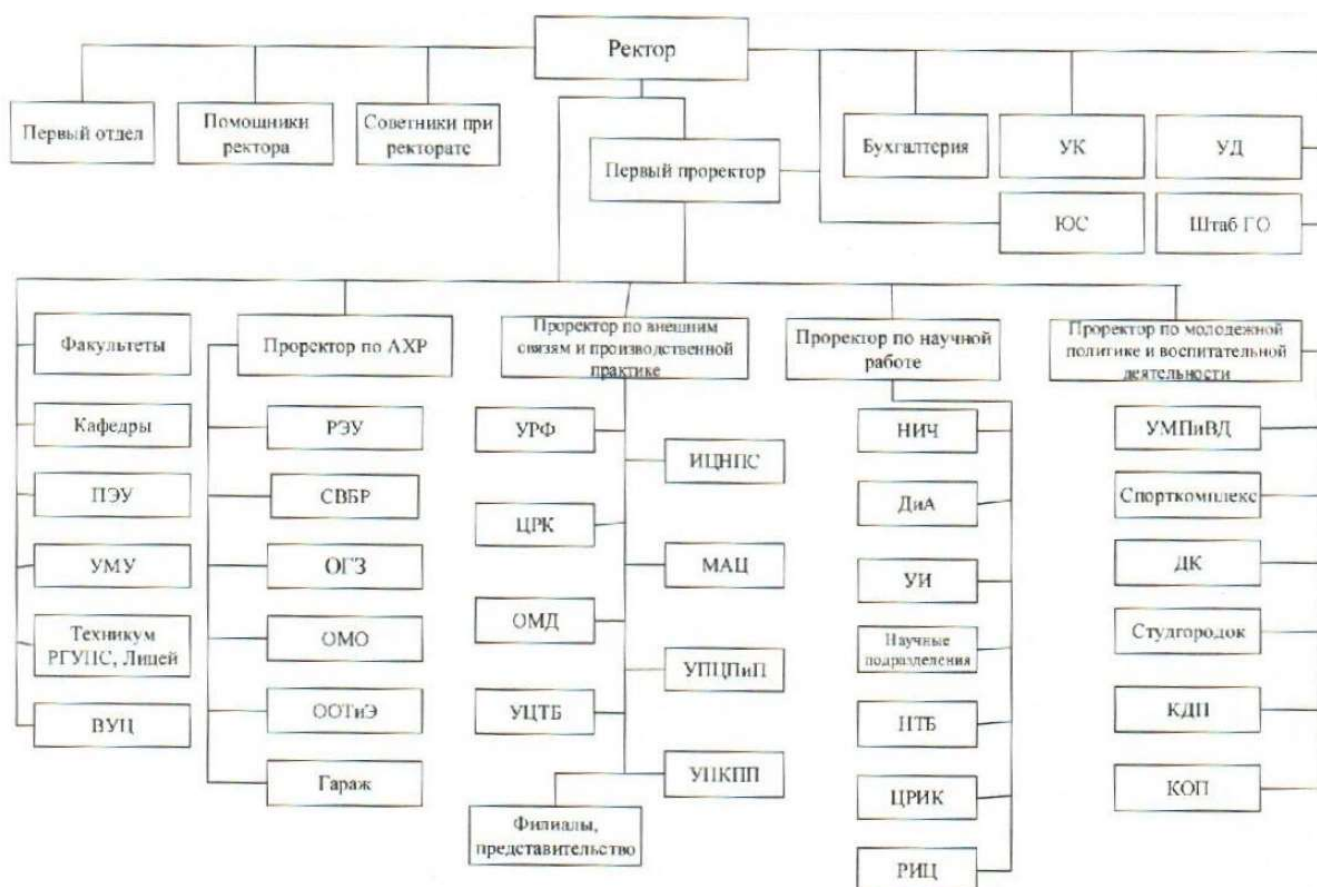 Ректор
Первый отдел
Помощники
ректора
Советники при
ректорате
Первый проректор
Бухгалтерия
УК
УД
ЮС
Штаб ГО
Факультеты
Кафедры
ПЭУ
УМУ
Техникум
РГУПС, Лицей
ВУЦ
Проректор по АХР
РЭУ
СВБР
ОГЗ
ОМО
ООТиЭ
Гараж
Проректор по внешним
связям и производственной
практике
УРФ
ИЦНПС
ЦРК
МАЦ
ОМД
УПЦПиП
УЦТБ
УПКПП
Филиалы,
представительство
Проректор по научной
работе
НИЧ
ДиА
УИ
Научные
подразделения
НТБ
ЦРИК
РИЦ
Проректор по молодежной
политике и воспитательной
деятельности
УМПиВД
Спорткомплекс
ДК
Студгородок
КДП
КОП